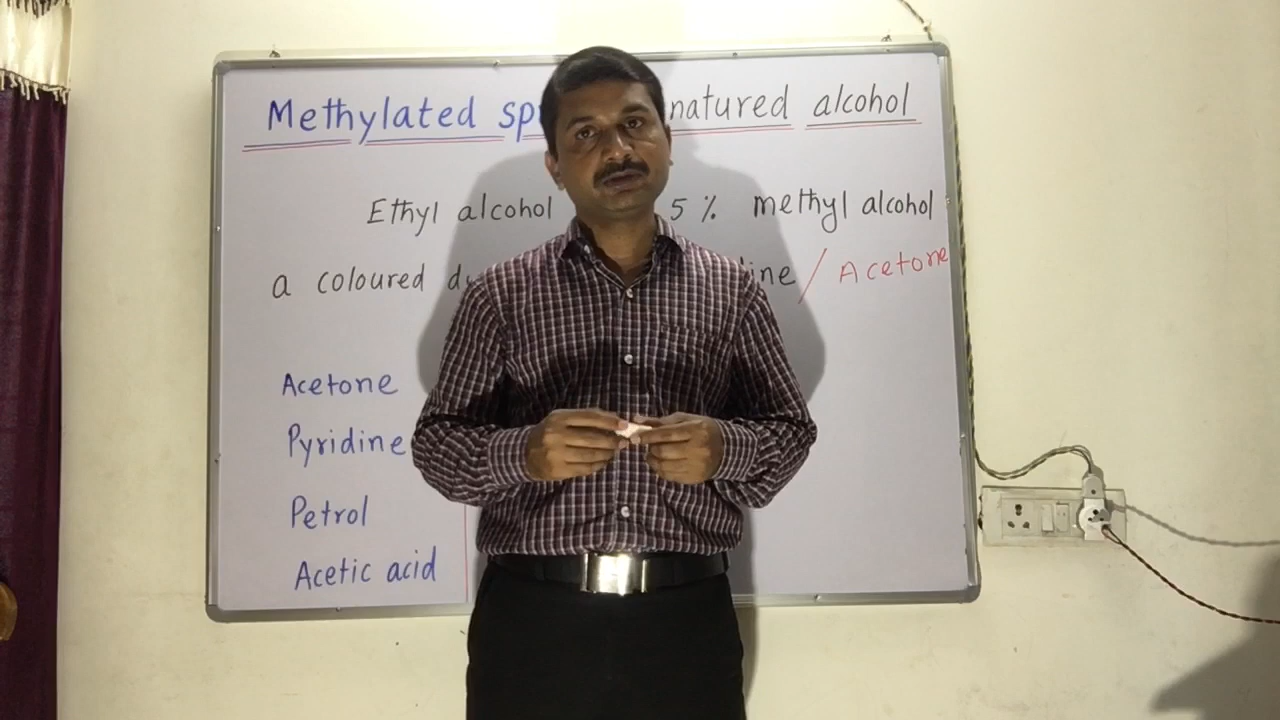 Methylated sp natured alcohol
Ethyl alcohol 5 % methyl alcohol
a coloured d ine / Acetone
Acetone
Pyridine
Petrol
Acetic acid